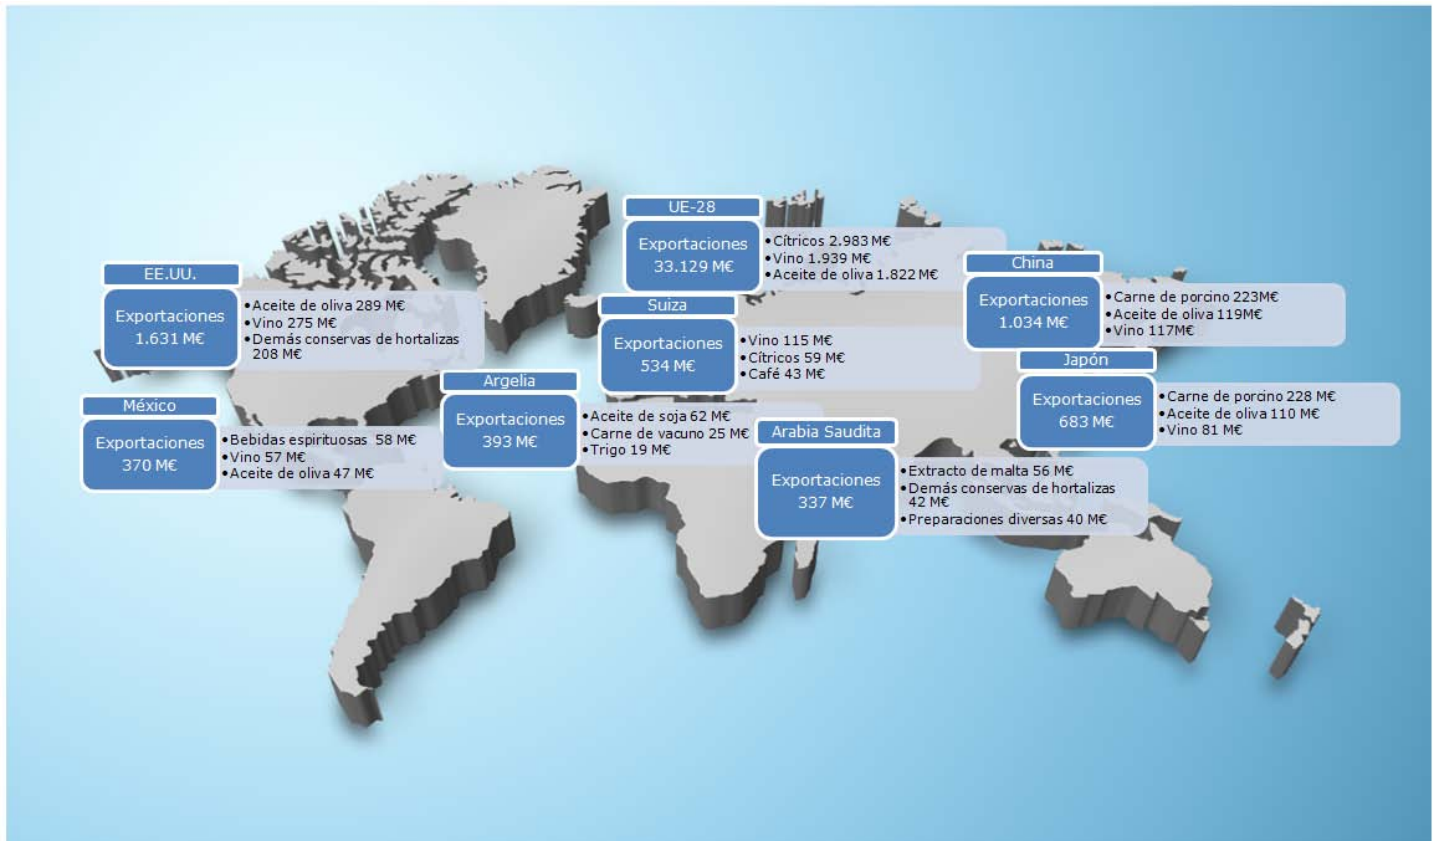 UE-28
Exportaciones
33.129 M€
•Cítricos 2.983 M€
•Vino 1.939 M€
•Aceite de oliva 1.822 M€
EE.UU.
Exportaciones
1.631 M€
•Aceite de oliva 289 M€
•Vino 275 M€
•Demás conservas de hortalizas
208 M€
China
Exportaciones
1.034 M€
•Carne de porcino 223M€
•Aceite de oliva 119M€
•Vino 117M€
Suiza
Exportaciones
534 M€
•Vino 115 M€
•Cítricos 59 M€
•Café 43 M€
Japón
Exportaciones
683 M€
•Carne de porcino 228 M€
•Aceite de oliva 110 M€
•Vino 81 M€
Argelia
Exportaciones
393 M€
•Aceite de soja 62 M€
•Carne de vacuno 25 M€
•Trigo 19 M€
México
Exportaciones
370 M€
•Bebidas espirituosas 58 M€
•Vino 57 M€
•Aceite de oliva 47 M€
Arabia Saudita
Exportaciones
337 M€
•Extracto de malta 56 M€
•Demás conservas de hortalizas
42 M€
•Preparaciones diversas 40 M€